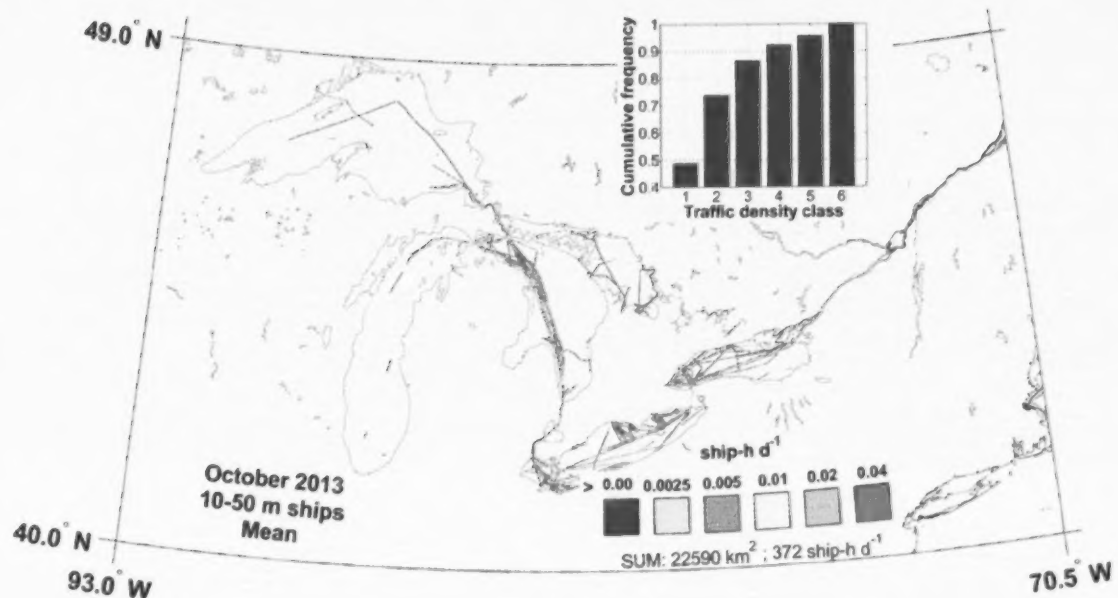 49.0° N
1
0.9
0.8
0.7
0.6
0.5
0.4
Cumulative frequency
1 2 3 4 5 6
Traffic density class
October 2013
10-50 m ships
Mean
ship-h d⁻¹
> 0.00 0.0025 0.005 0.01 0.02 0.04
SUM: 22590 km² ; 372 ship-h d⁻¹
40.0° N
93.0° W
70.5° W